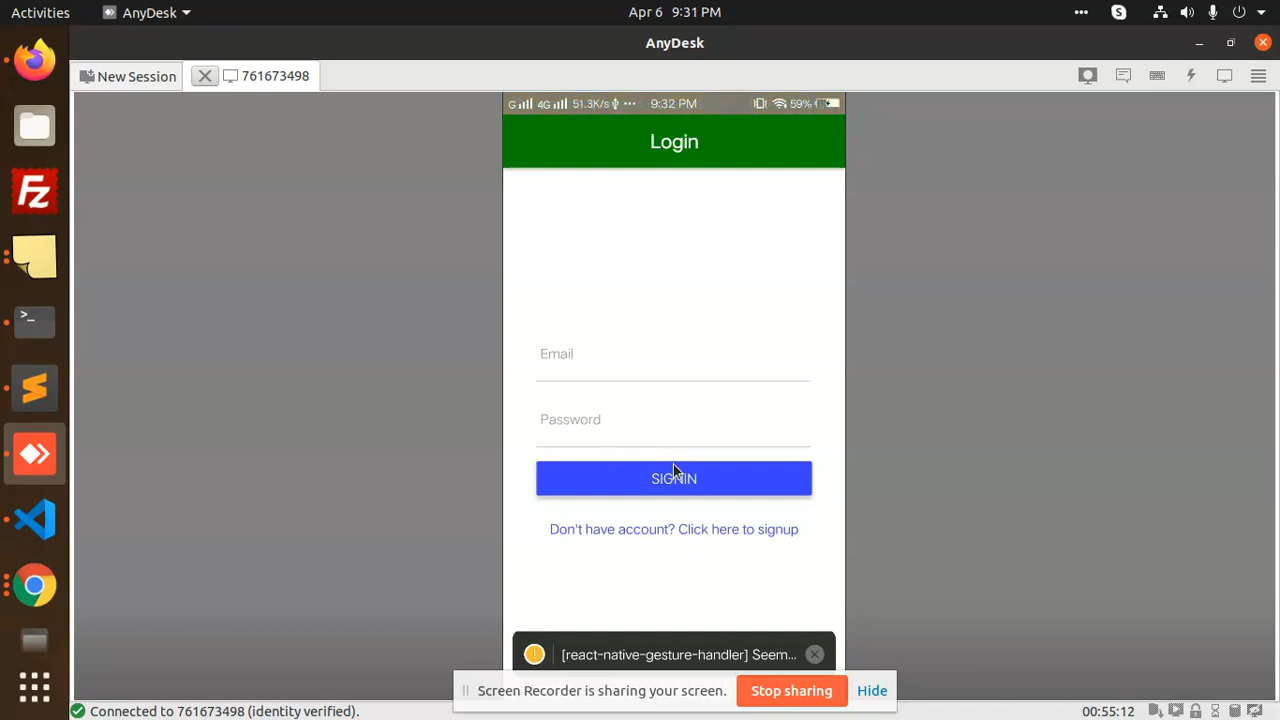 Activities AnyDesk Apr 6 9:31 PM
AnyDesk
New Session 761673498
G 4G 51.3K/s 9:32 PM 59%
Login
Email
Password
SIGNIN
Don't have account? Click here to signup
[react-native-gesture-handler] Seem...
Screen Recorder is sharing your screen. Stop sharing Hide
Connected to 761673498 (identity verified). 00:55:12